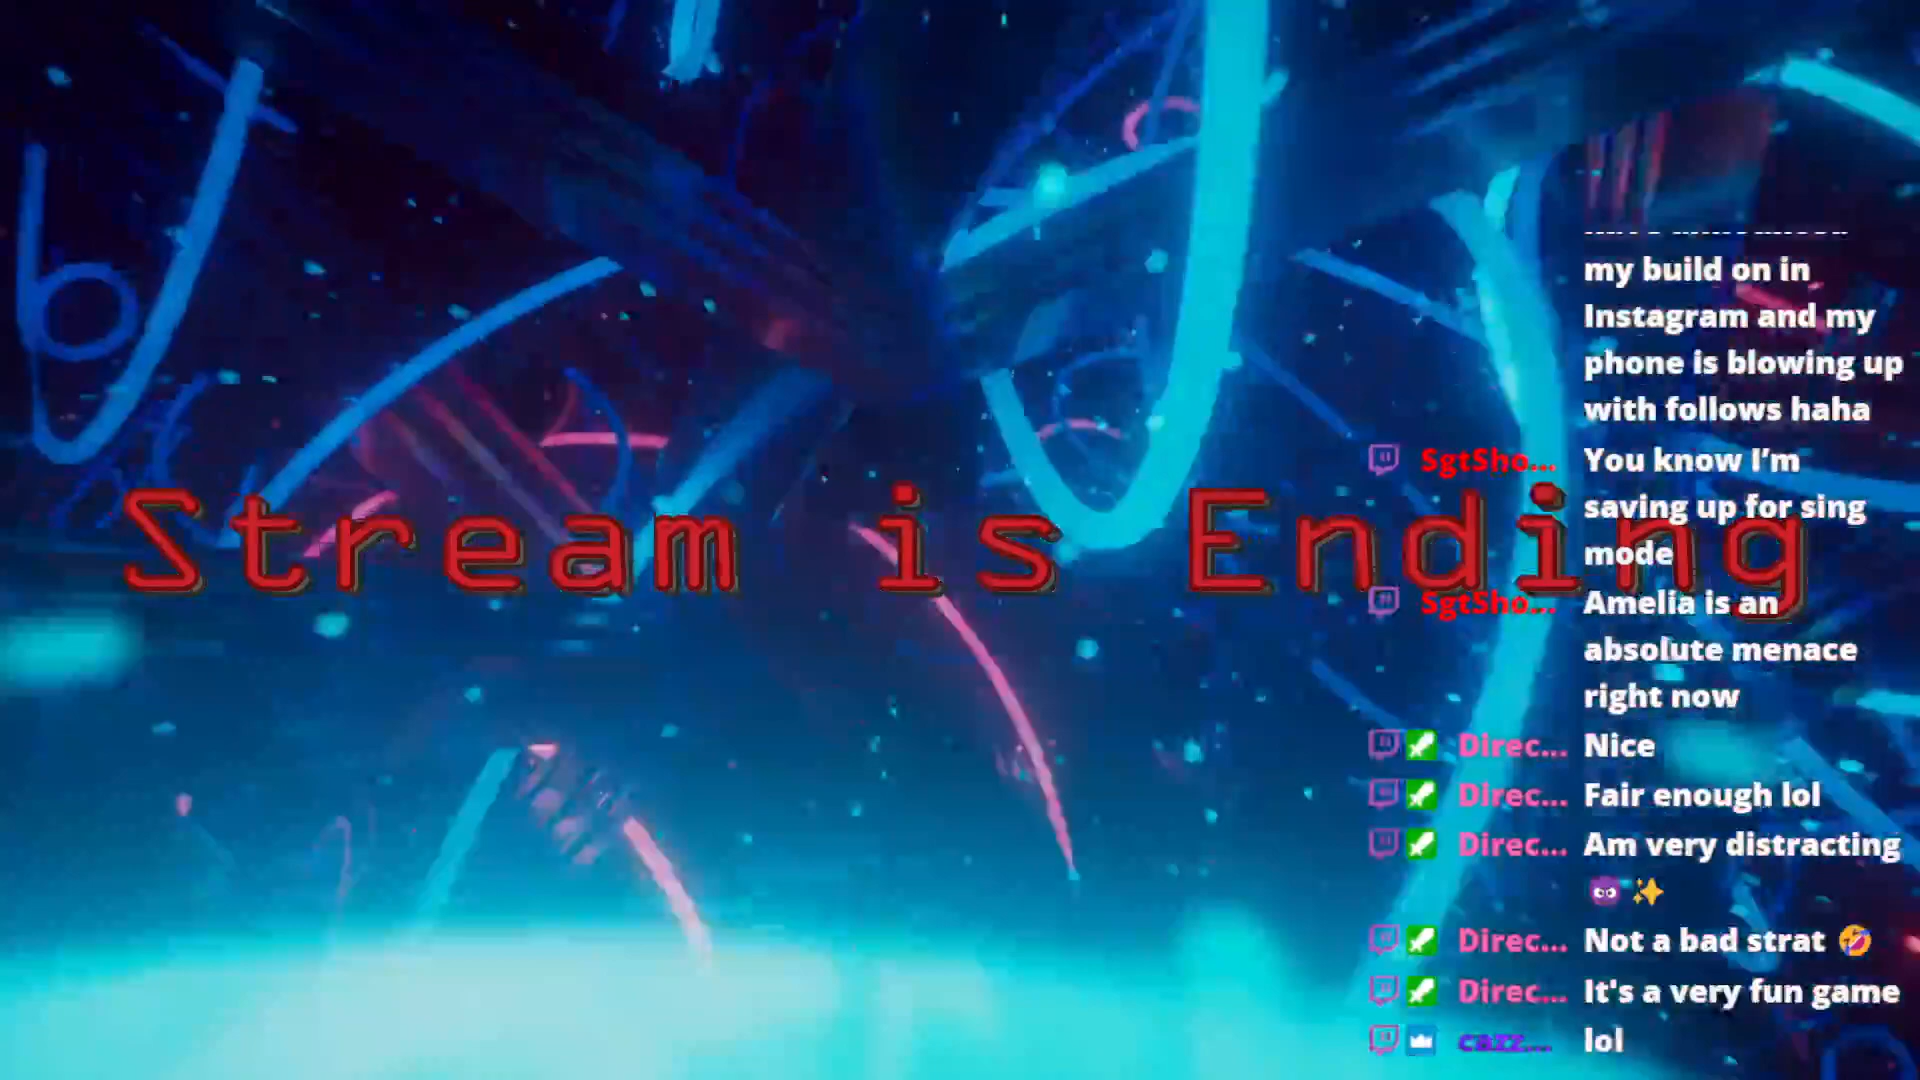 my build on in
Instagram and my
phone is blowing up
with follows haha
SgtSho... You know I'm
saving up for sing
mode
Stream is Ending
SgtSho... Amelia is an
absolute menace
right now
Direc... Nice
Direc... Fair enough lol
Direc... Am very distracting
Direc... Not a bad strat 🤣
Direc... It's a very fun game
cazz... lol